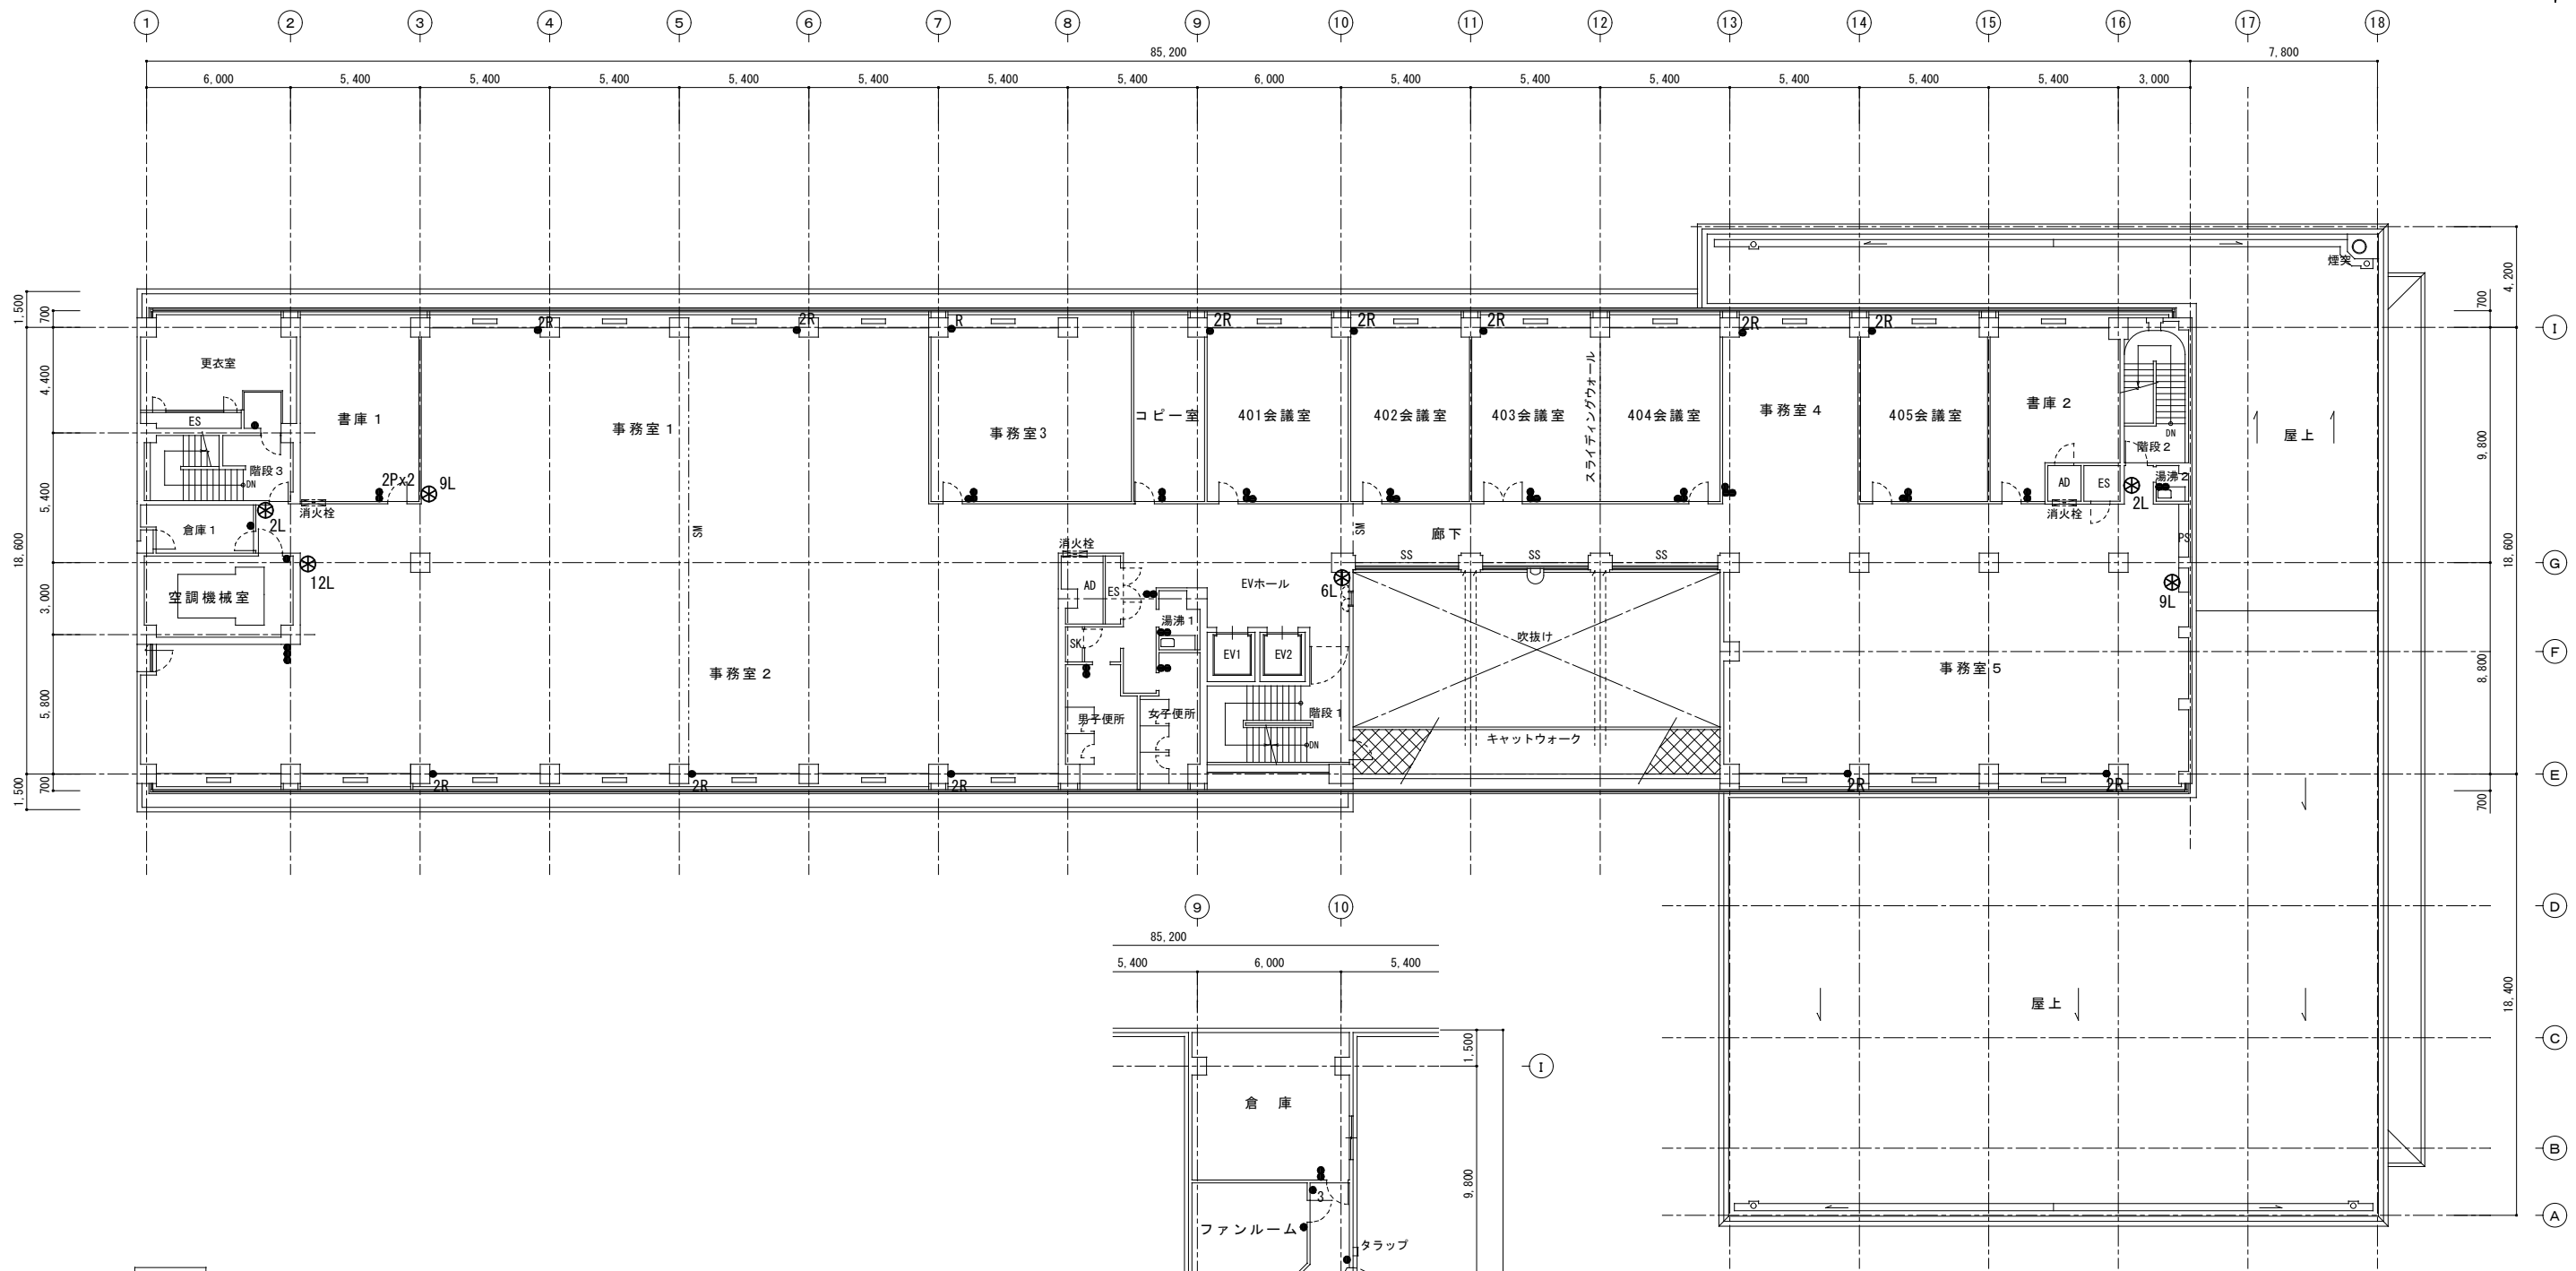 1 2 3 4 5 6 7 8 9 10 11 12 13 14 15 16 17 18
85,200 7,800
6,000 5,400 5,400 5,400 5,400 5,400 5,400 5,400 6,000 5,400 5,400 5,400 5,400 5,400 5,400 3,000
煙突
4,200
1,500 700
2R 2R R 2R 2R 2R 2R 2R
700
I
更衣室
4,400
書庫1
事務室1
事務室3
コピー室
401会議室
402会議室
403会議室
スライディングウォール
404会議室
事務室4
405会議室
書庫2
屋上
9,800
ES
DN
階段2
階段3
DN
2Px2
9L
湯沸2
AD
ES
2L
消火栓
2L
消火栓
倉庫1
5,400
SM
消火栓
SM
廊下
PS
18,600
18,600
SS SS SS
G
12L
空調機械室
3,000
AD
ES
EVホール
6L
9L
湯沸1
SK
吹抜け
EV1
EV2
F
事務室2
事務室5
8,800
5,800
男子便所
女子便所
階段1
DN
キャットウォーク
2R 2R 2R 2R 2R
E
1,500 700
700
9 10
D
85,200
5,400 6,000 5,400
屋上
18,400
C
1,500
I
倉 庫
B
9,800
3
ファンルーム
タラップ
A